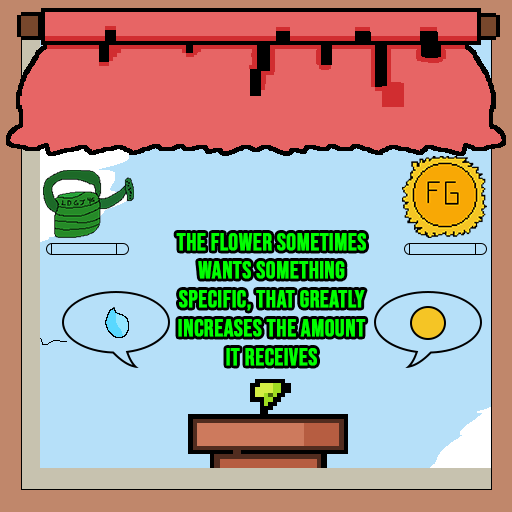 FG
THE FLOWER SOMETIMES
WANTS SOMETHING
SPECIFIC, THAT GREATLY
INCREASES THE AMOUNT
IT RECEIVES